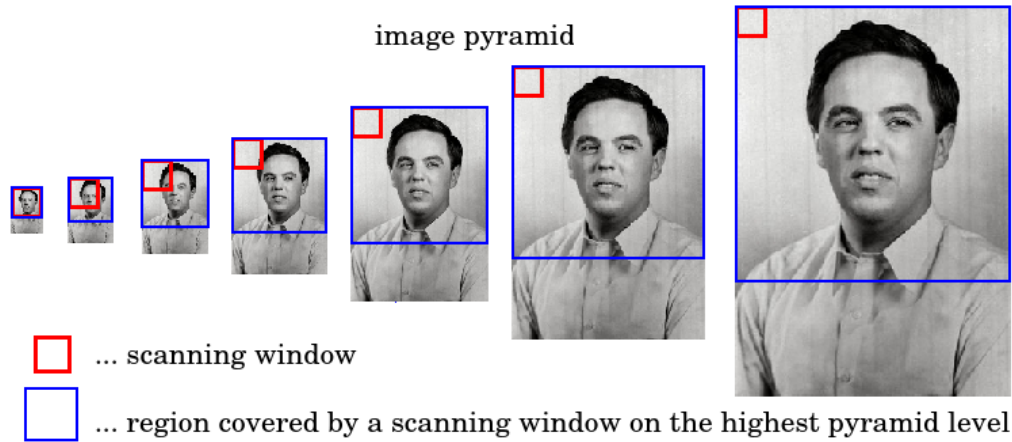 image pyramid
... scanning window
... region covered by a scanning window on the highest pyramid level